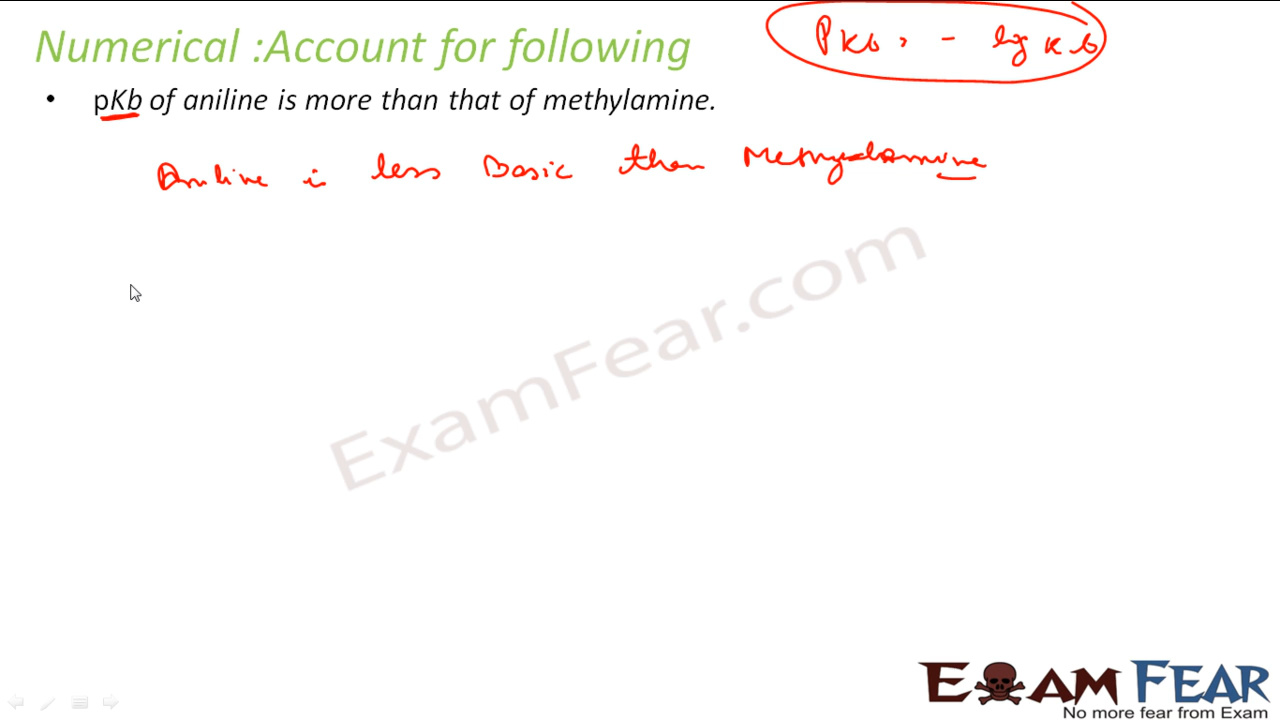 Numerical :Account for following
pKb = - log Kb
• pKb of aniline is more than that of methylamine.
Aniline is less Basic than Methylamine
ExamFear.com
EXAM FEAR
No more fear from Exam